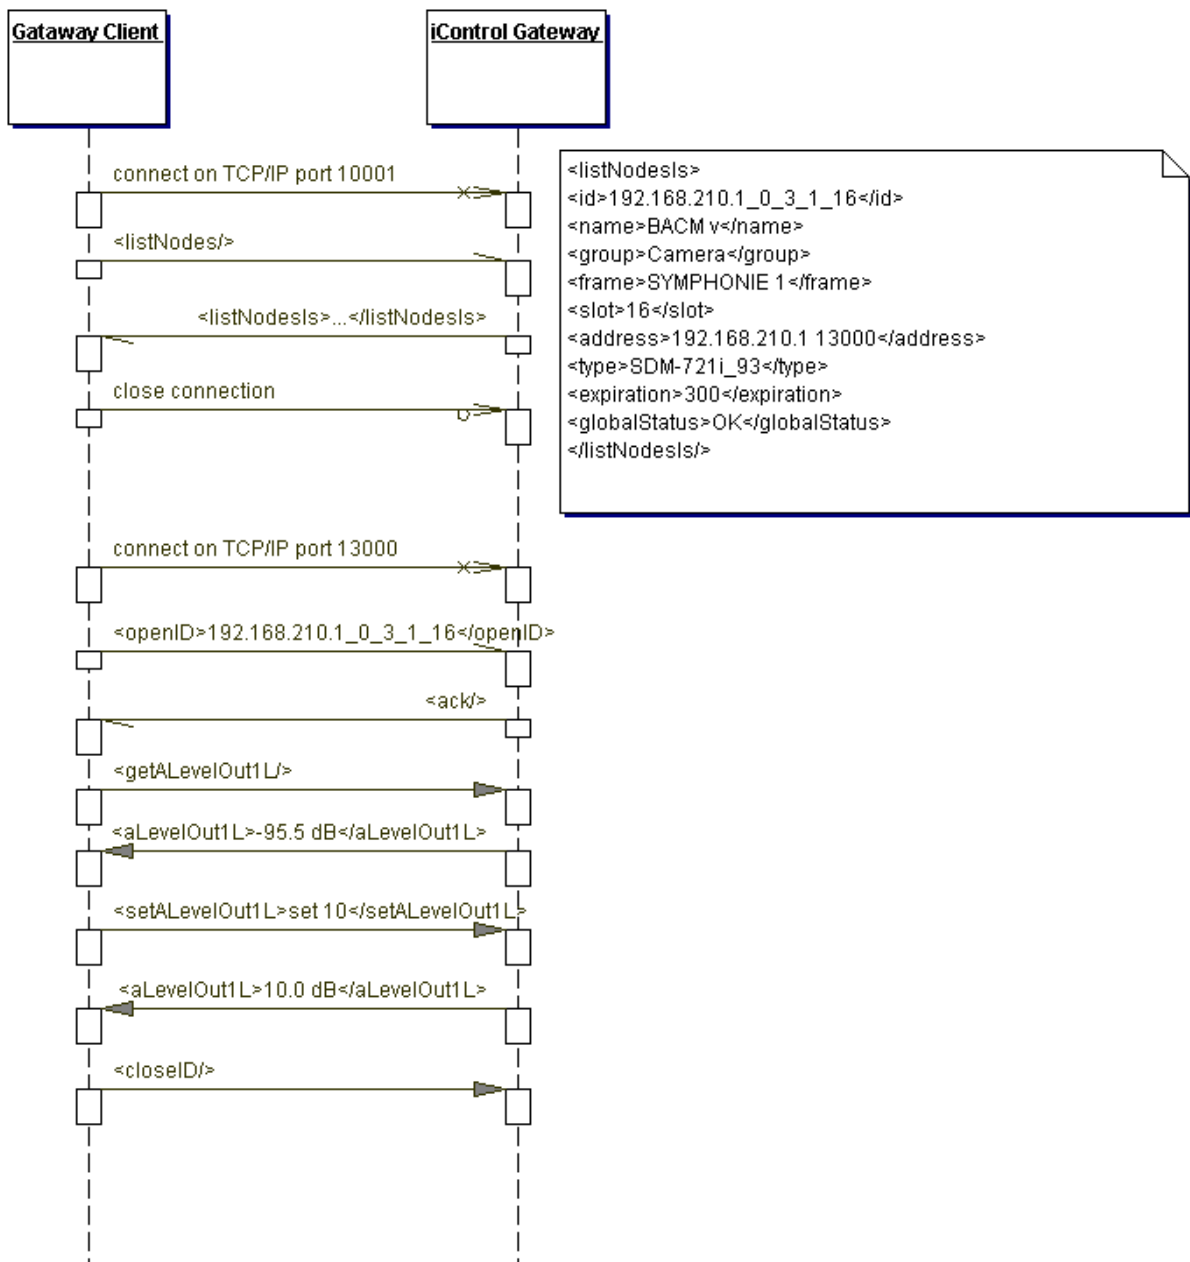 Gataway Client
iControl Gateway
connect on TCP/IP port 10001
<listNodes/>
<listNodesIs>...</listNodesIs>
close connection
<listNodesIs>
<id>192.168.210.1_0_3_1_16</id>
<name>BACM v</name>
<group>Camera</group>
<frame>SYMPHONIE 1</frame>
<slot>16</slot>
<address>192.168.210.1 13000</address>
<type>SDM-721i_93</type>
<expiration>300</expiration>
<globalStatus>OK</globalStatus>
</listNodesIs/>
connect on TCP/IP port 13000
<openID>192.168.210.1_0_3_1_16</openID>
<ack/>
<getALevelOut1L/>
<aLevelOut1L>-95.5 dB</aLevelOut1L>
<setALevelOut1L>set 10</setALevelOut1L>
<aLevelOut1L>10.0 dB</aLevelOut1L>
<closeID/>